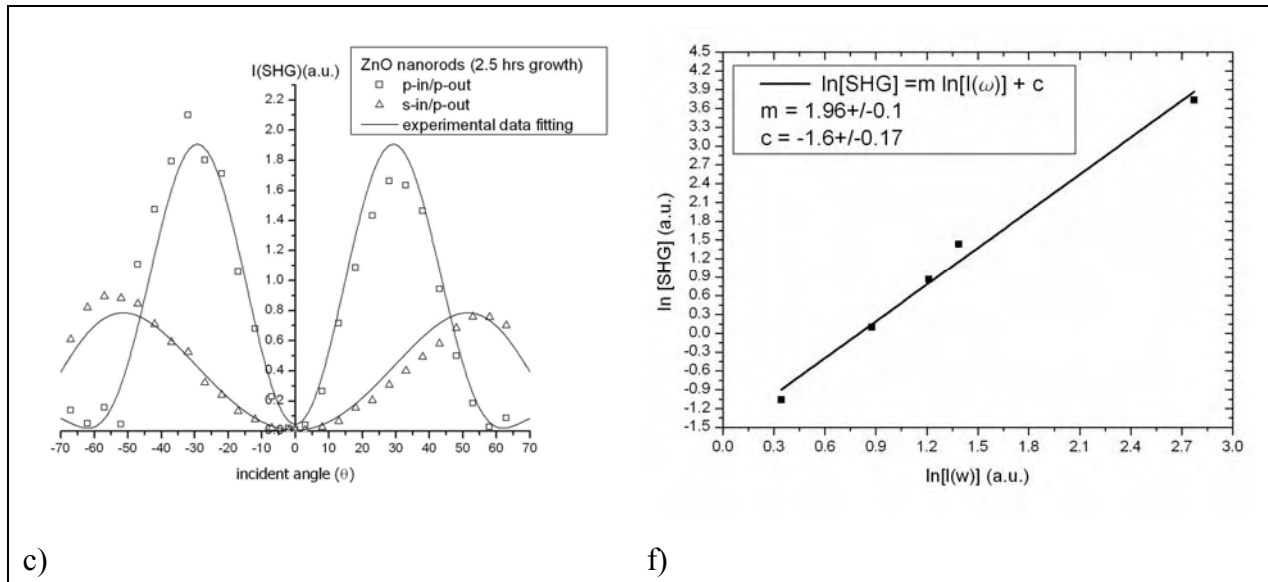 I(SHG)(a.u.)
ZnO nanorods (2.5 hrs growth)
p-in/p-out
s-in/p-out
experimental data fitting
2.2
2.0
1.8
1.6
1.4
1.2
1.0
0.8
0.6
0.4
0.2
0.0
-70 -60 -50 -40 -30 -20 -10 0 10 20 30 40 50 60 70
incident angle (θ)
c)
ln[SHG] =m ln[I(ω)] + c
m = 1.96+/-0.1
c = -1.6+/-0.17
4.5
4.2
3.9
3.6
3.3
3.0
2.7
2.4
2.1
1.8
1.5
1.2
0.9
0.6
0.3
0.0
-0.3
-0.6
-0.9
-1.2
-1.5
ln [SHG] (a.u.)
0.0 0.3 0.6 0.9 1.2 1.5 1.8 2.1 2.4 2.7 3.0
ln[I(w)] (a.u.)
f)